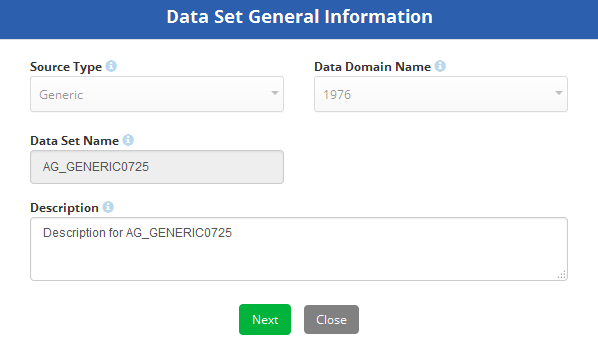 Data Set General Information
Source Type
Data Domain Name
Generic
1976
Data Set Name
AG_GENERIC0725
Description
Description for AG_GENERIC0725
Next
Close